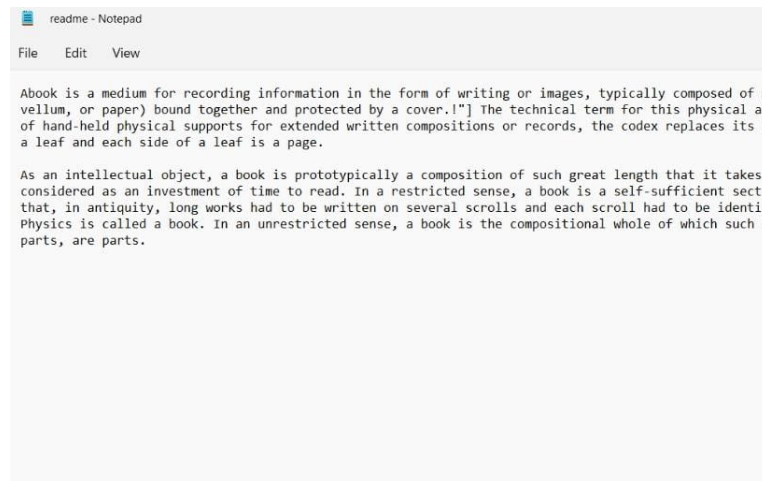 readme - Notepad
File Edit View
Abook is a medium for recording information in the form of writing or images, typically composed of
vellum, or paper) bound together and protected by a cover.!"] The technical term for this physical a
of hand-held physical supports for extended written compositions or records, the codex replaces its
a leaf and each side of a leaf is a page.
As an intellectual object, a book is prototypically a composition of such great length that it takes
considered as an investment of time to read. In a restricted sense, a book is a self-sufficient sect
that, in antiquity, long works had to be written on several scrolls and each scroll had to be identi
Physics is called a book. In an unrestricted sense, a book is the compositional whole of which such
parts, are parts.